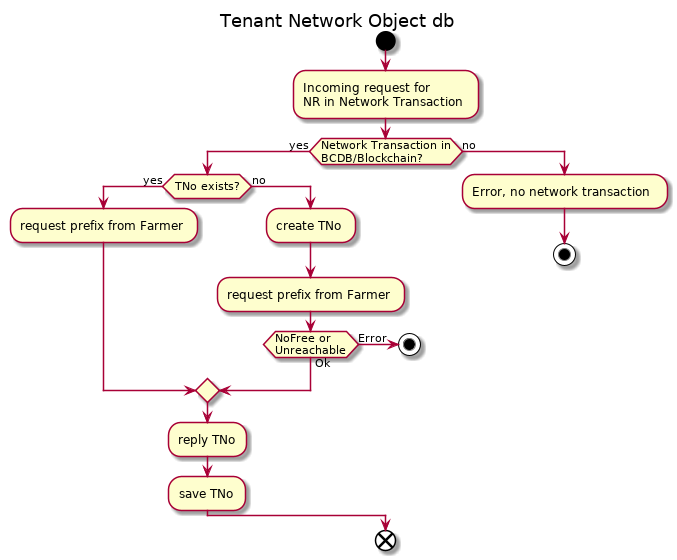 Tenant Network Object db
Incoming request for
NR in Network Transaction
yes
Network Transaction in
BCDB/Blockchain?
no
yes
TNo exists?
no
Error, no network transaction
request prefix from Farmer
create TNo
request prefix from Farmer
NoFree or
Unreachable
Error
Ok
reply TNo
save TNo